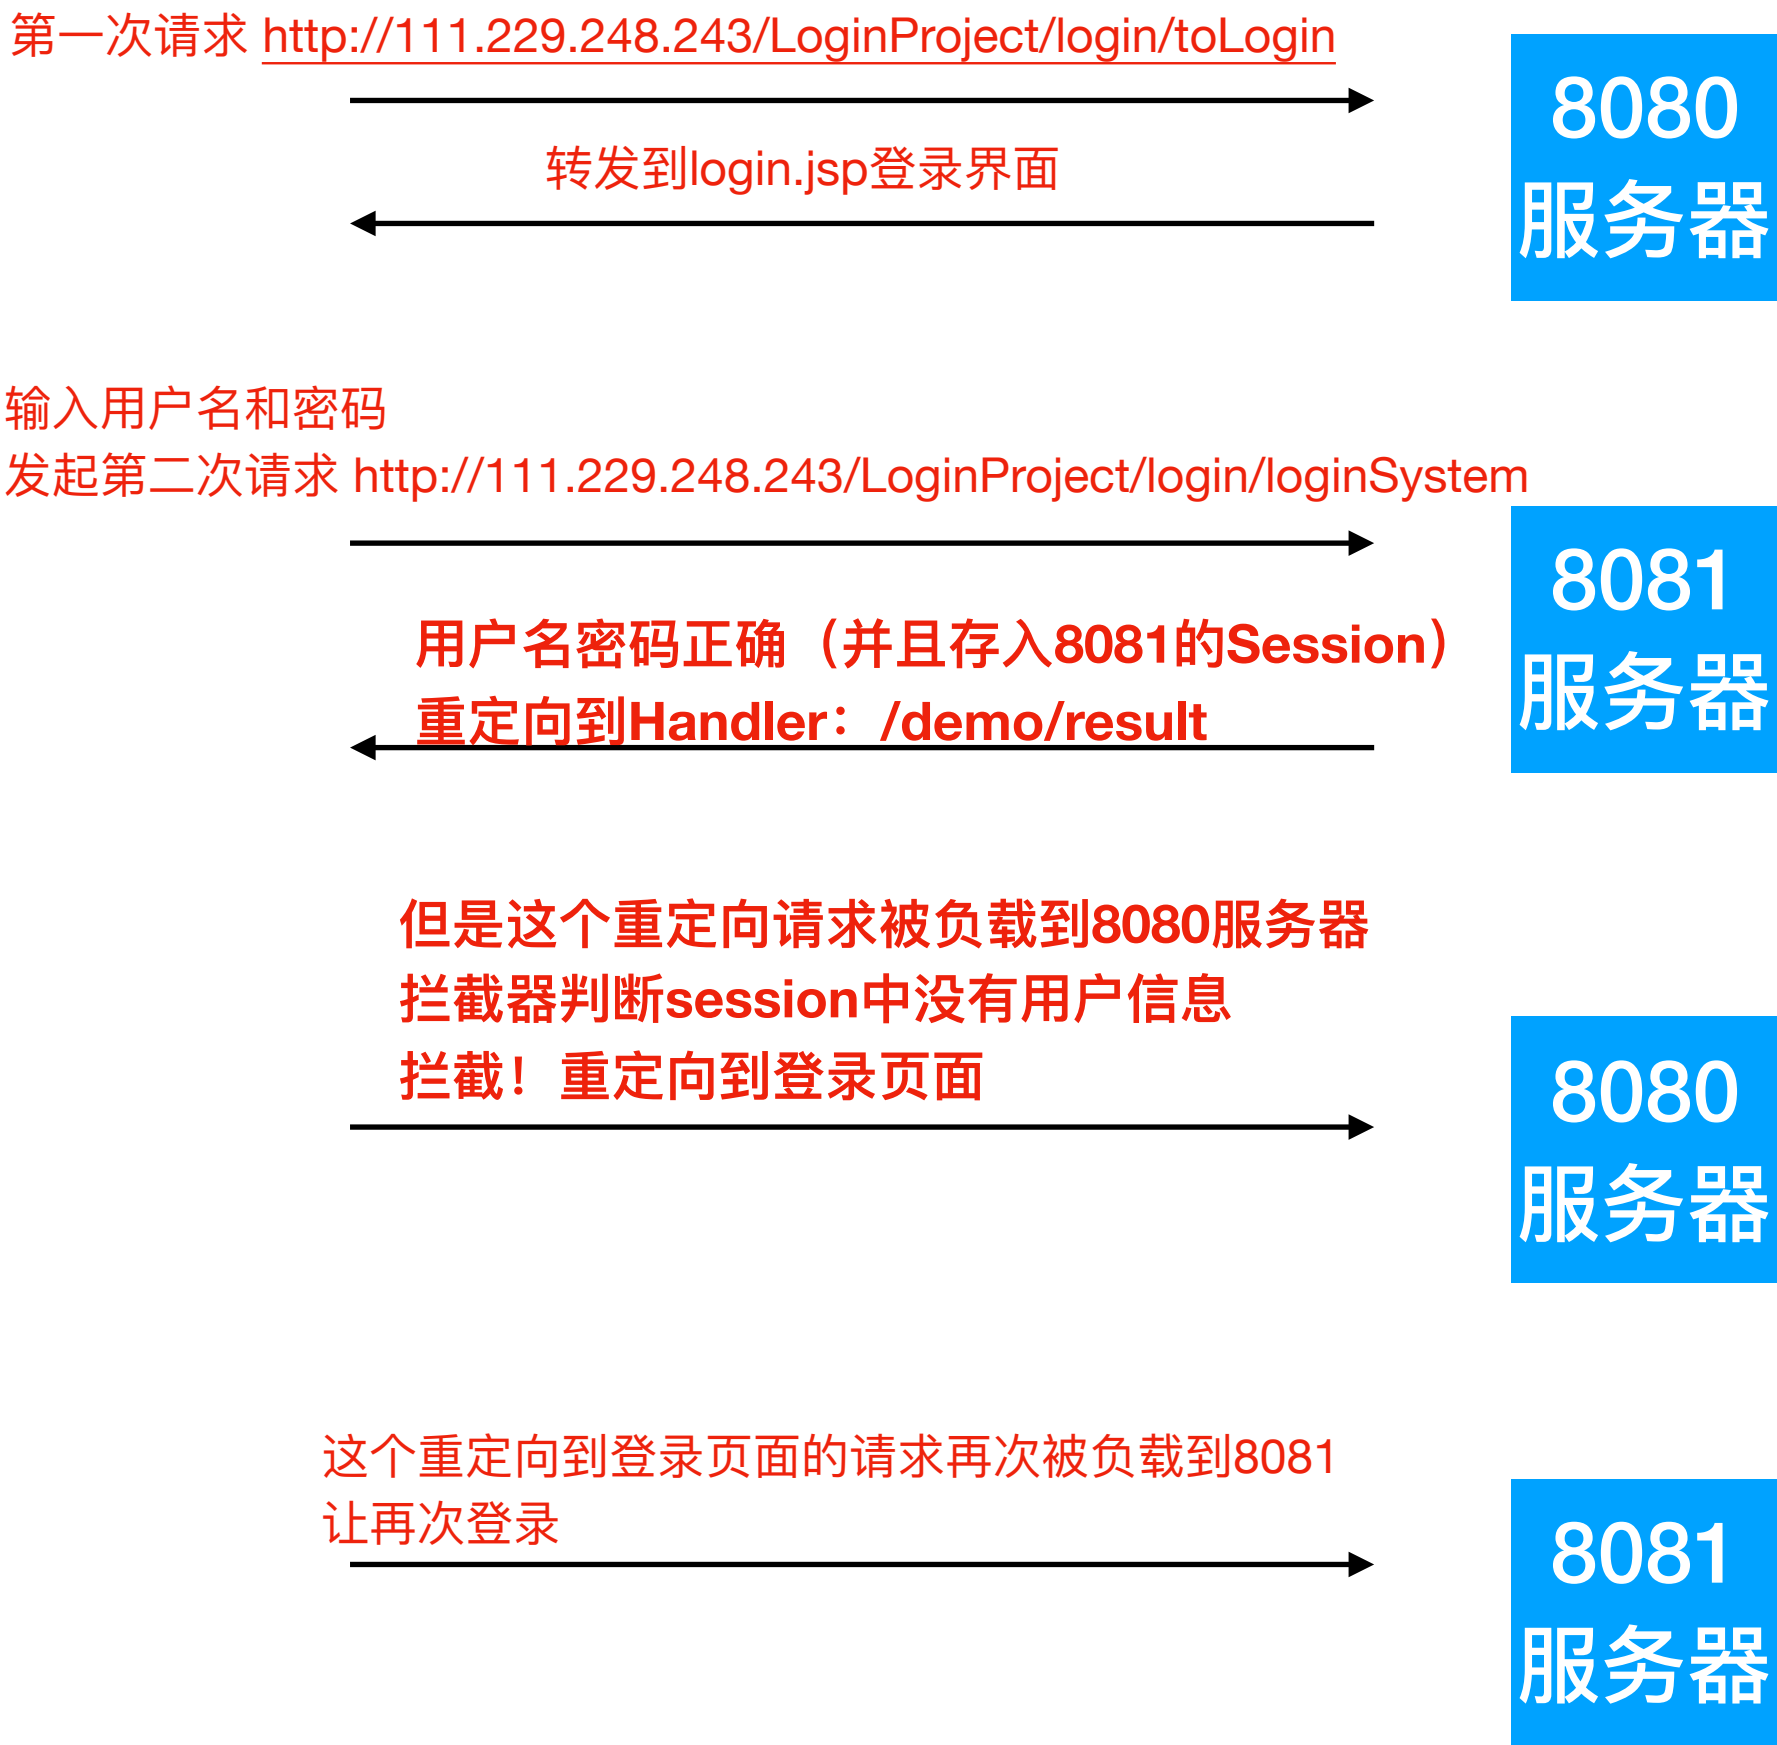 第一次请求 http://111.229.248.243/LoginProject/login/toLogin
8080
服务器
转发到login.jsp登录界面
输入用户名和密码
发起第二次请求 http://111.229.248.243/LoginProject/login/loginSystem
8081
服务器
用户名密码正确（并且存入8081的Session）
重定向到Handler：/demo/result
但是这个重定向请求被负载到8080服务器
拦截器判断session中没有用户信息
拦截！重定向到登录页面
8080
服务器
这个重定向到登录页面的请求再次被负载到8081
让再次登录
8081
服务器